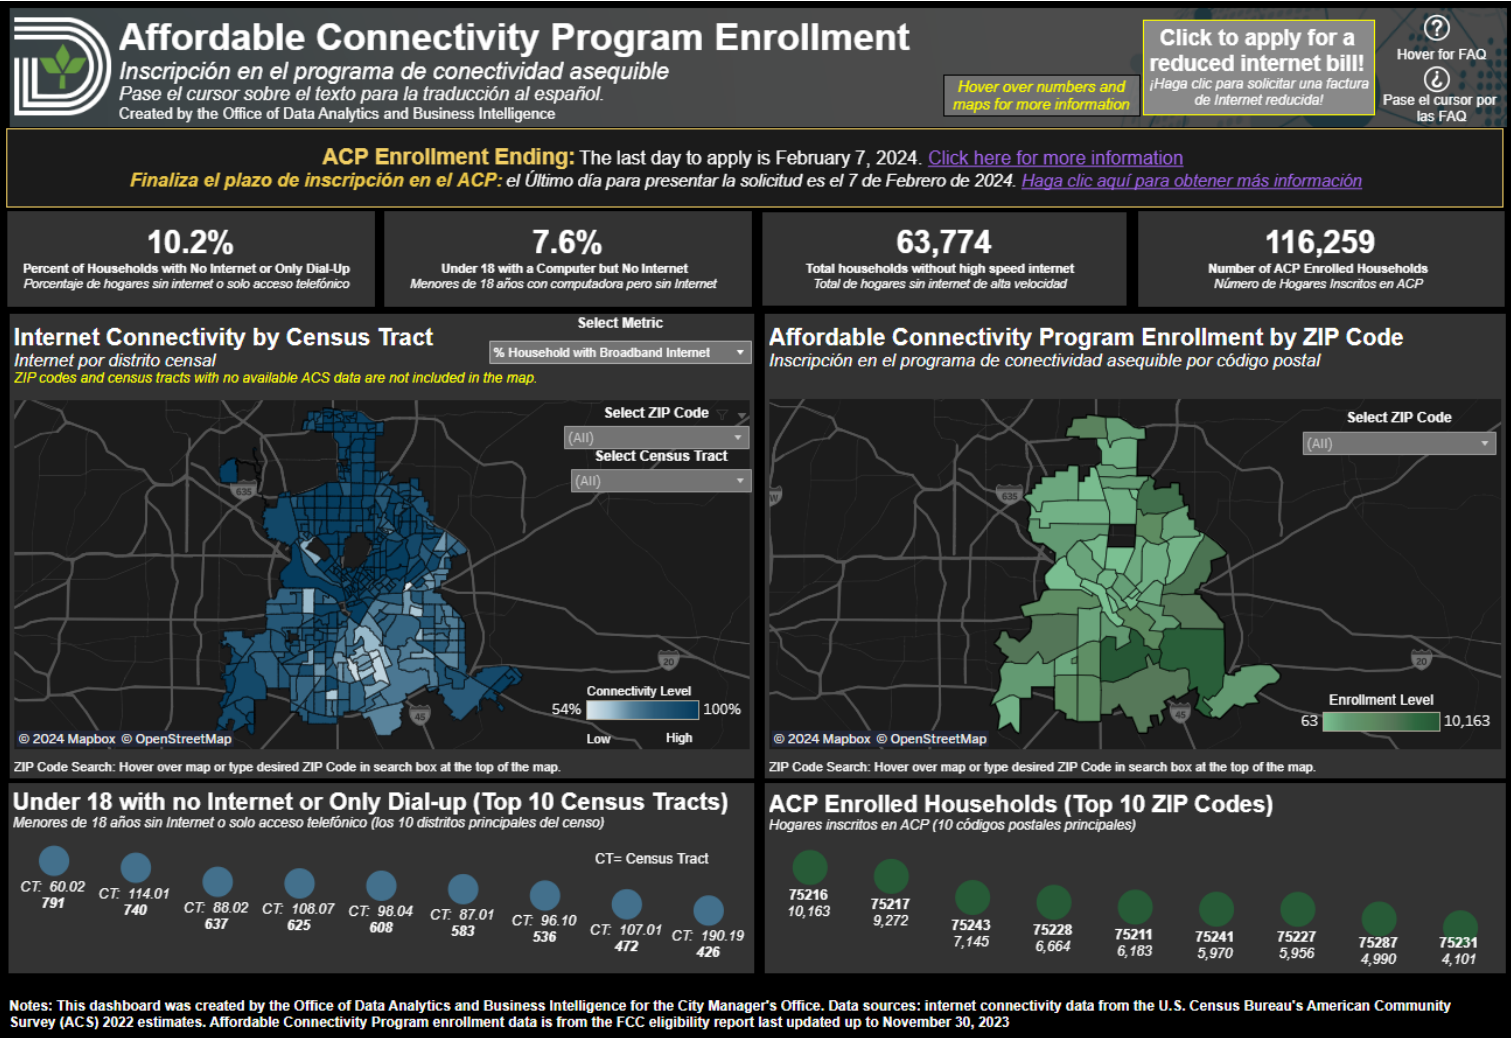 Affordable Connectivity Program Enrollment
Inscripción en el programa de conectividad asequible
Pase el cursor sobre el texto para la traducción al español.
Created by the Office of Data Analytics and Business Intelligence
Hover over numbers and
maps for more information
Click to apply for a
reduced internet bill!
¡Haga clic para solicitar una factura
de Internet reducida!
?
Hover for FAQ
¿
Pase el cursor por
las FAQ
ACP Enrollment Ending: The last day to apply is February 7, 2024. Click here for more information
Finaliza el plazo de inscripción en el ACP: el Último día para presentar la solicitud es el 7 de Febrero de 2024. Haga clic aquí para obtener más información
10.2%
Percent of Households with No Internet or Only Dial-Up
Porcentaje de hogares sin internet o solo acceso telefónico
7.6%
Under 18 with a Computer but No Internet
Menores de 18 años con computadora pero sin Internet
63,774
Total households without high speed internet
Total de hogares sin internet de alta velocidad
116,259
Number of ACP Enrolled Households
Número de Hogares Inscritos en ACP
Internet Connectivity by Census Tract
Internet por distrito censal
ZIP codes and census tracts with no available ACS data are not included in the map.
Select Metric
% Household with Broadband Internet
Select ZIP Code
(All)
Select Census Tract
(All)
635
20
45
Connectivity Level
54% 100%
Low High
© 2024 Mapbox © OpenStreetMap
ZIP Code Search: Hover over map or type desired ZIP Code in search box at the top of the map.
Affordable Connectivity Program Enrollment by ZIP Code
Inscripción en el programa de conectividad asequible por código postal
Select ZIP Code
(All)
W
635
20
45
Enrollment Level
63 10,163
© 2024 Mapbox © OpenStreetMap
ZIP Code Search: Hover over map or type desired ZIP Code in search box at the top of the map.
Under 18 with no Internet or Only Dial-up (Top 10 Census Tracts)
Menores de 18 años sin Internet o solo acceso telefónico (los 10 distritos principales del censo)
CT= Census Tract
CT: 60.02
791
CT: 114.01
740
CT: 88.02
637
CT: 108.07
625
CT: 98.04
608
CT: 87.01
583
CT: 96.10
536
CT: 107.01
472
CT: 190.19
426
ACP Enrolled Households (Top 10 ZIP Codes)
Hogares inscritos en ACP (10 códigos postales principales)
75216
10,163
75217
9,272
75243
7,145
75228
6,664
75211
6,183
75241
5,970
75227
5,956
75287
4,990
75231
4,101
Notes: This dashboard was created by the Office of Data Analytics and Business Intelligence for the City Manager's Office. Data sources: internet connectivity data from the U.S. Census Bureau's American Community
Survey (ACS) 2022 estimates. Affordable Connectivity Program enrollment data is from the FCC eligibility report last updated up to November 30, 2023